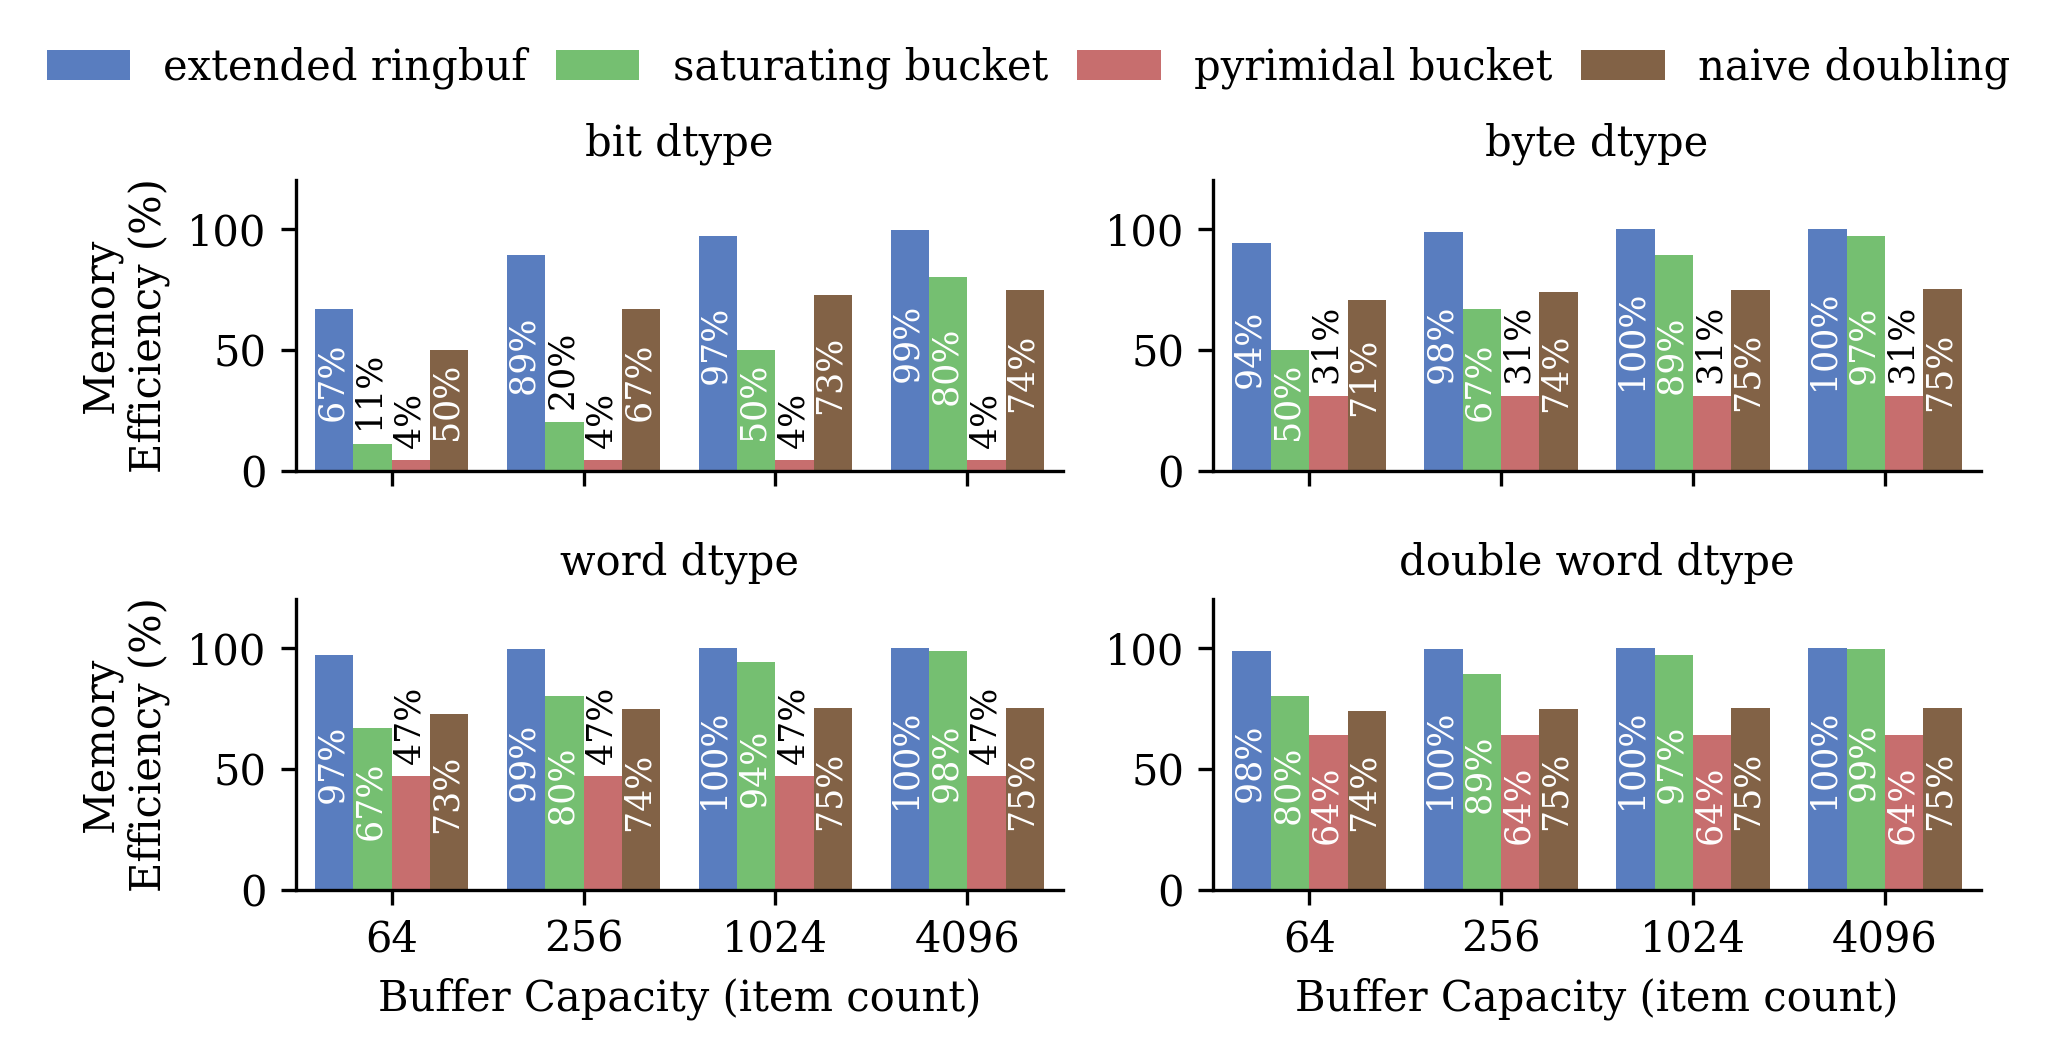 extended ringbuf saturating bucket pyrimidal bucket naive doubling
bit dtype
Memory
Efficiency (%)
100
50
0
67% 11% 4% 50%
89% 20% 4% 67%
97% 50% 4% 73%
99% 80% 4% 74%
byte dtype
100
50
0
94% 50% 31% 71%
98% 67% 31% 74%
100% 89% 31% 75%
100% 97% 31% 75%
word dtype
Memory
Efficiency (%)
100
50
0
97% 67% 47% 73%
99% 80% 47% 74%
100% 94% 47% 75%
100% 98% 47% 75%
64 256 1024 4096
Buffer Capacity (item count)
double word dtype
100
50
0
98% 80% 64% 74%
100% 89% 64% 75%
100% 97% 64% 75%
100% 99% 64% 75%
64 256 1024 4096
Buffer Capacity (item count)